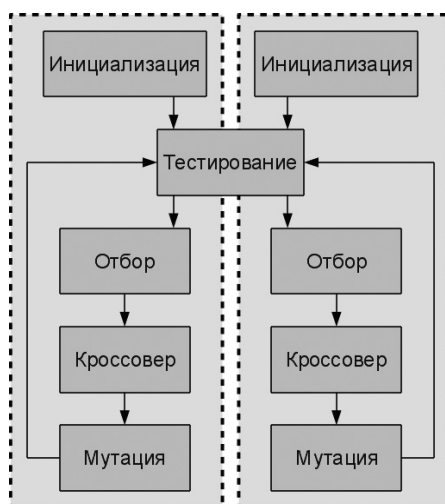 Инициализация Инициализация
Тестирование
Отбор Отбор
Кроссовер Кроссовер
Мутация Мутация